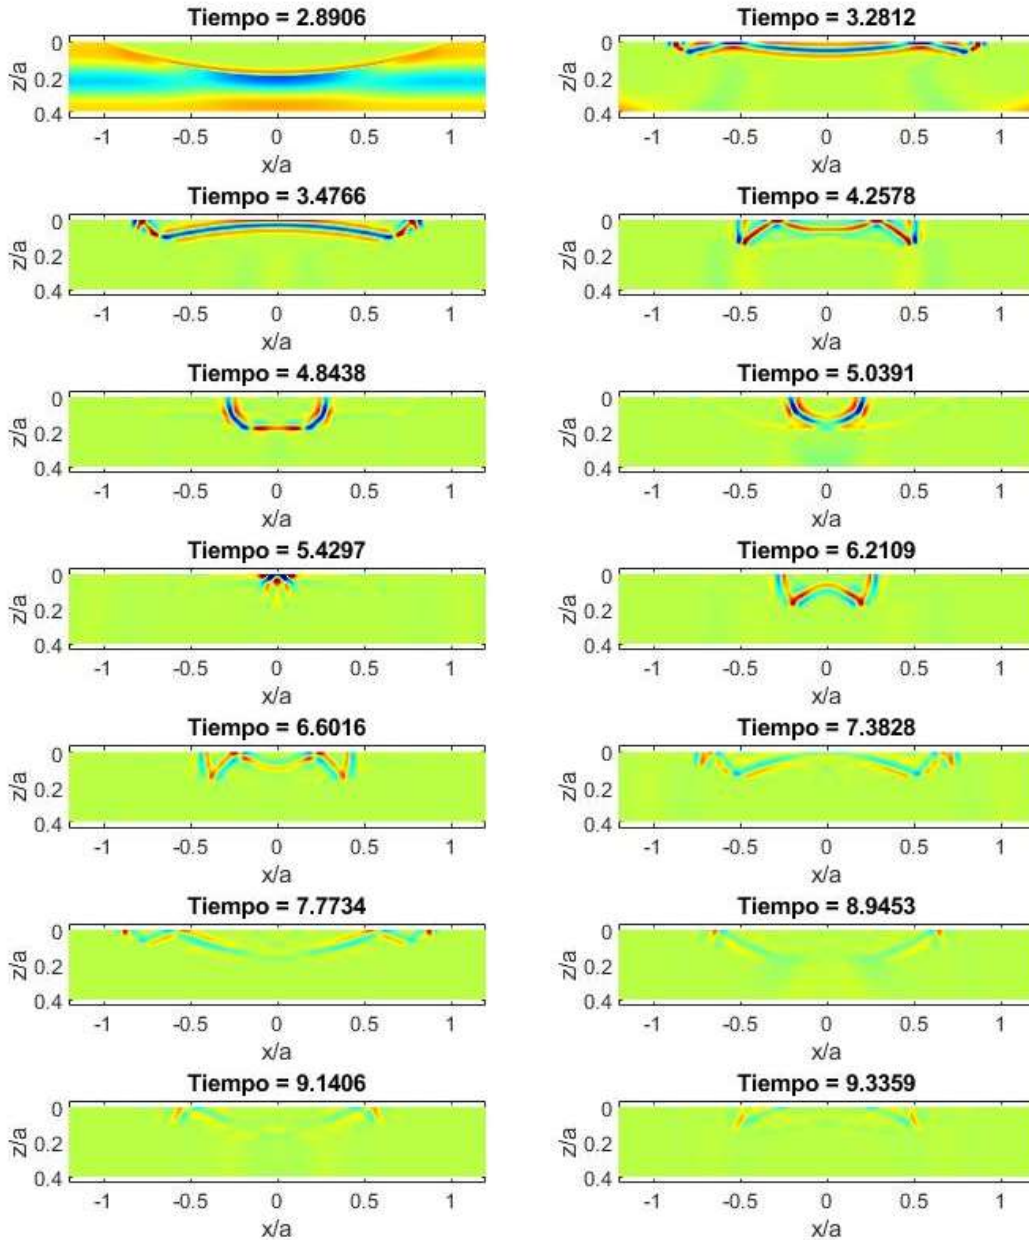 Tiempo = 2.8906
Tiempo = 3.2812
z/a
0
0.2
0.4
-1
-0.5
0
0.5
1
x/a
z/a
0
0.2
0.4
-1
-0.5
0
0.5
1
x/a
Tiempo = 3.4766
Tiempo = 4.2578
z/a
0
0.2
0.4
-1
-0.5
0
0.5
1
x/a
z/a
0
0.2
0.4
-1
-0.5
0
0.5
1
x/a
Tiempo = 4.8438
Tiempo = 5.0391
z/a
0
0.2
0.4
-1
-0.5
0
0.5
1
x/a
z/a
0
0.2
0.4
-1
-0.5
0
0.5
1
x/a
Tiempo = 5.4297
Tiempo = 6.2109
z/a
0
0.2
0.4
-1
-0.5
0
0.5
1
x/a
z/a
0
0.2
0.4
-1
-0.5
0
0.5
1
x/a
Tiempo = 6.6016
Tiempo = 7.3828
z/a
0
0.2
0.4
-1
-0.5
0
0.5
1
x/a
z/a
0
0.2
0.4
-1
-0.5
0
0.5
1
x/a
Tiempo = 7.7734
Tiempo = 8.9453
z/a
0
0.2
0.4
-1
-0.5
0
0.5
1
x/a
z/a
0
0.2
0.4
-1
-0.5
0
0.5
1
x/a
Tiempo = 9.1406
Tiempo = 9.3359
z/a
0
0.2
0.4
-1
-0.5
0
0.5
1
x/a
z/a
0
0.2
0.4
-1
-0.5
0
0.5
1
x/a